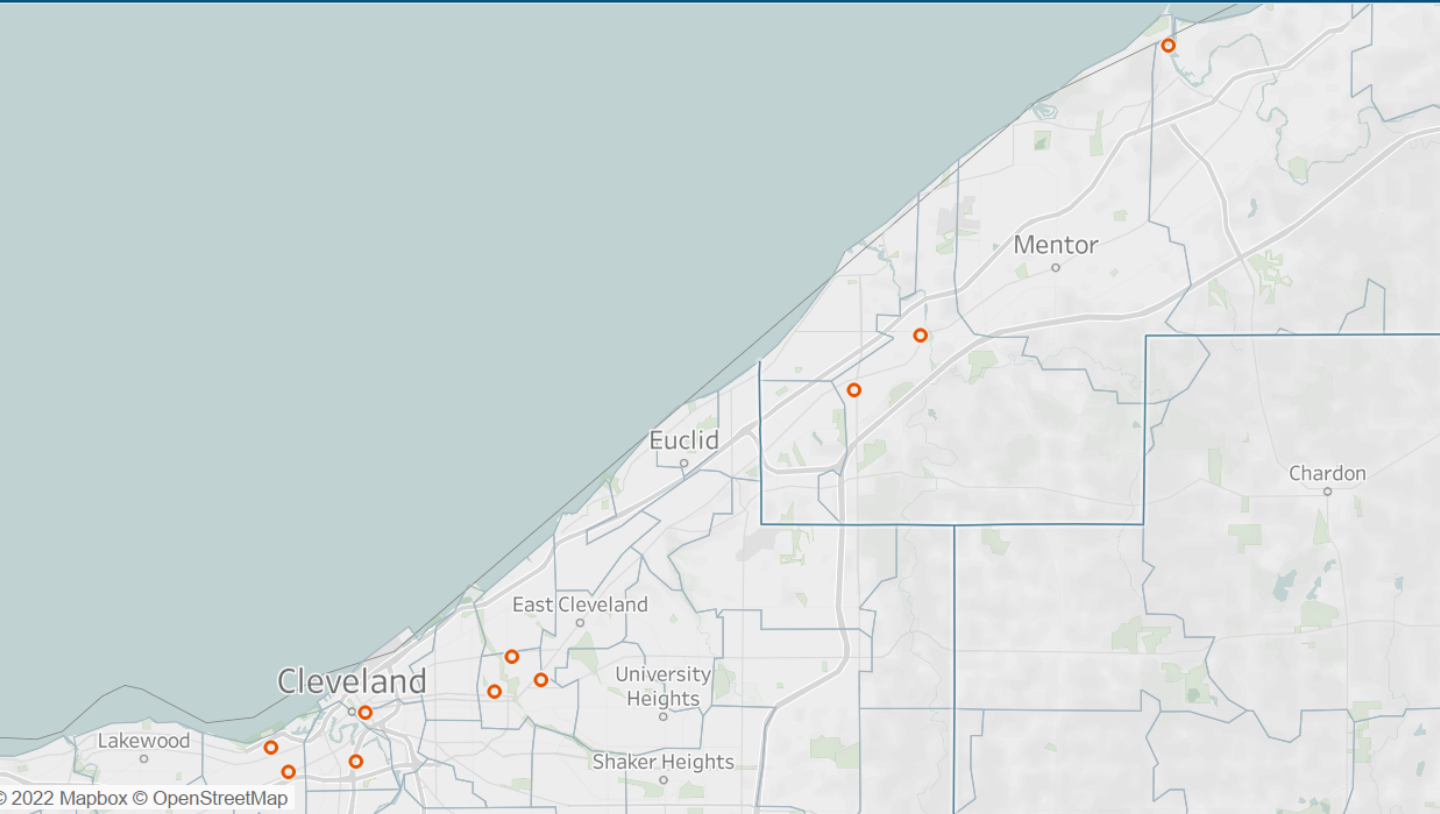 Mentor
Euclid
Chardon
East Cleveland
University
Heights
Cleveland
Lakewood
Shaker Heights
© 2022 Mapbox © OpenStreetMap